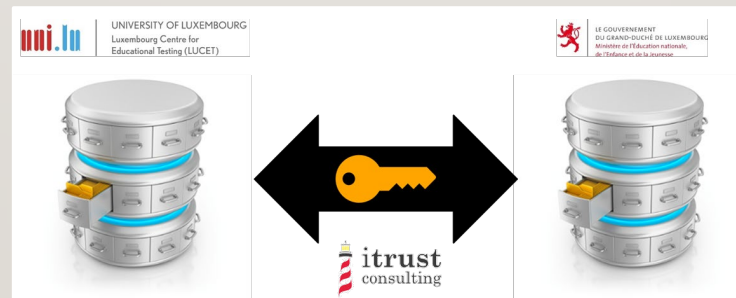 uni.lu
UNIVERSITY OF LUXEMBOURG
Luxembourg Centre for
Educational Testing (LUCET)
LE GOUVERNEMENT
DU GRAND-DUCHÉ DE LUXEMBOURG
Ministère de l'Éducation nationale,
de l'Enfance et de la Jeunesse
itrust
consulting